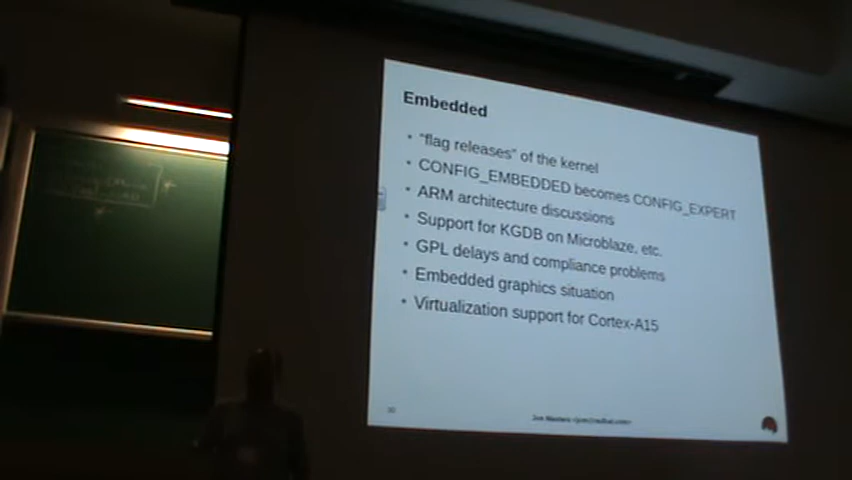 Embedded
• "flag releases" of the kernel
• CONFIG_EMBEDDED becomes CONFIG_EXPERT
• ARM architecture discussions
• Support for KGDB on Microblaze, etc.
• GPL delays and compliance problems
• Embedded graphics situation
• Virtualization support for Cortex-A15